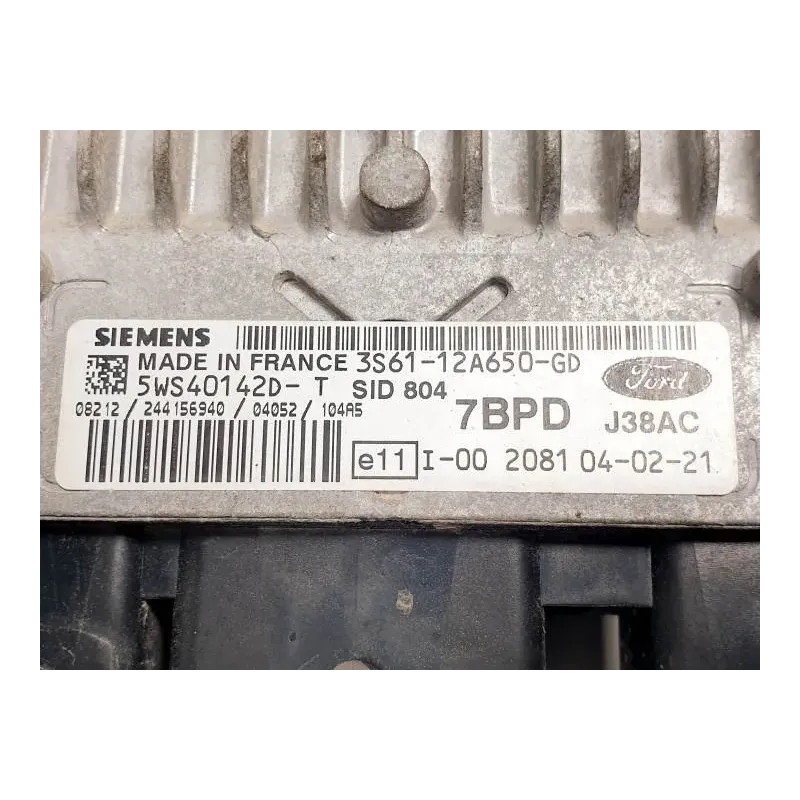 SIEMENS
MADE IN FRANCE 3S61-12A650-GD
5WS40142D-T SID 804
Ford
08212/244156940/04052/104A5
7BPD J38AC
e11 I-00 2081 04-02-21